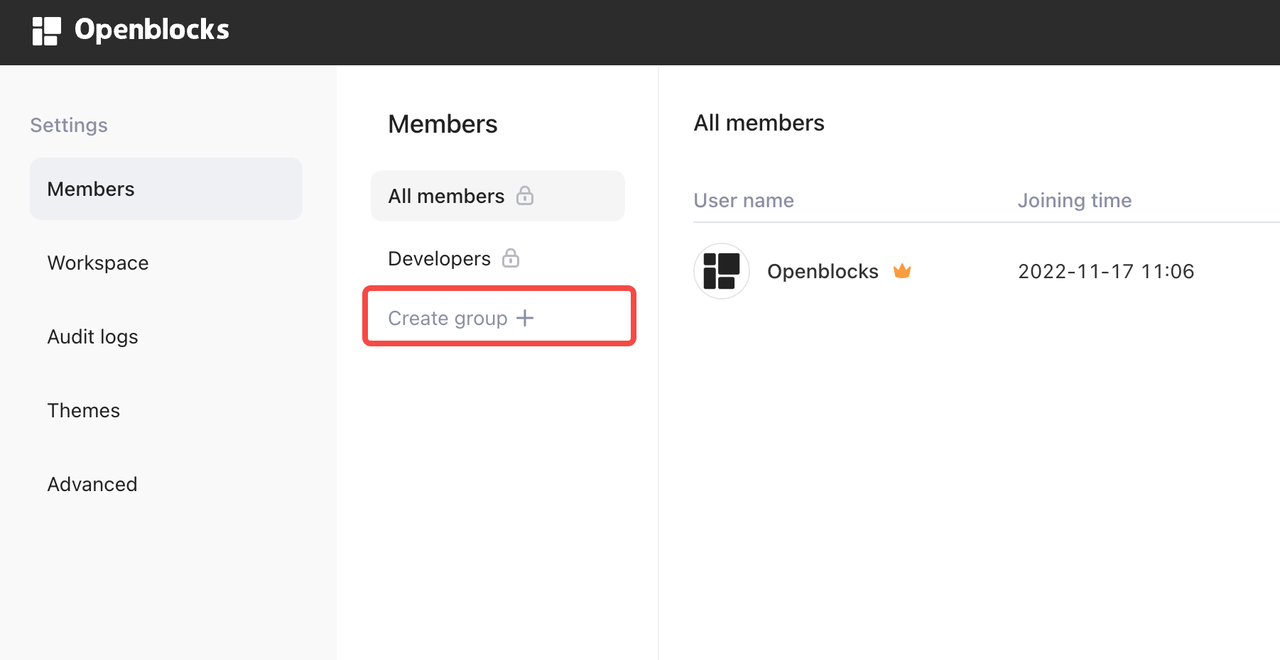 Openblocks
Settings
Members
Workspace
Audit logs
Themes
Advanced
Members
All members
Developers
Create group +
All members
User name Joining time
Openblocks 2022-11-17 11:06